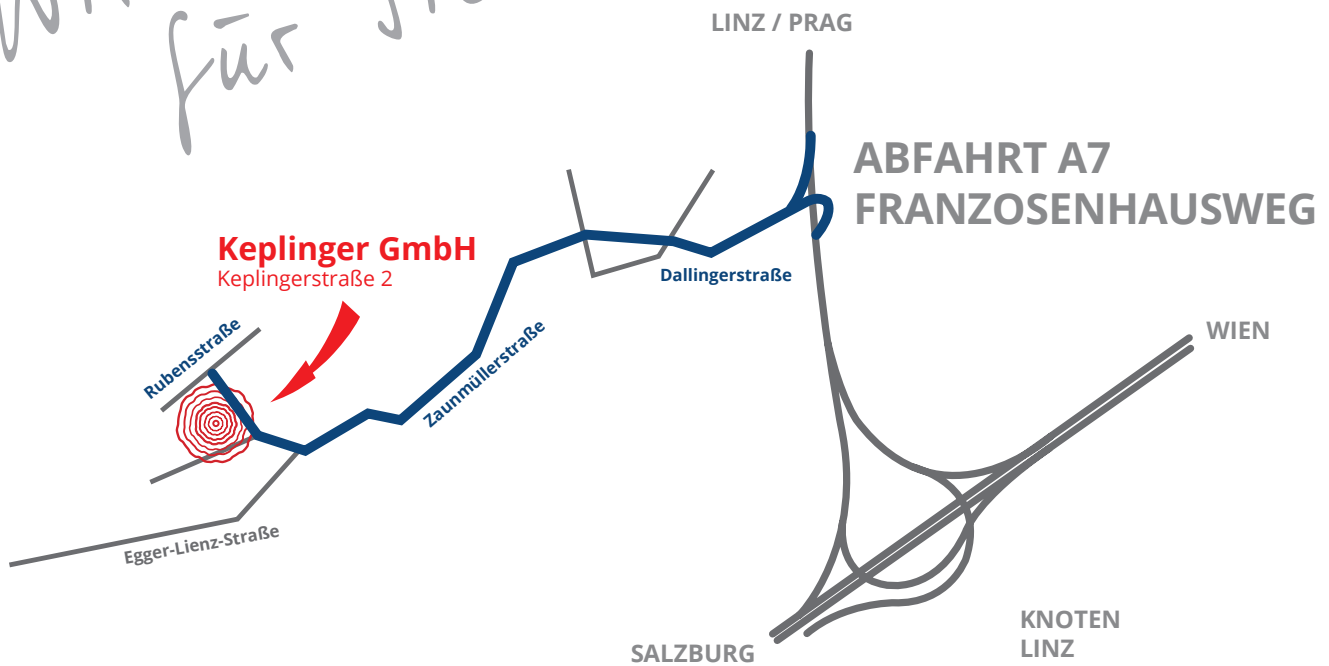 für
LINZ / PRAG
ABFAHRT A7
FRANZOSENHAUSWEG
Keplinger GmbH
Keplingerstraße 2
Dallingerstraße
WIEN
Rubensstraße
Zaunmüllerstraße
Egger-Lienz-Straße
KNOTEN
LINZ
SALZBURG